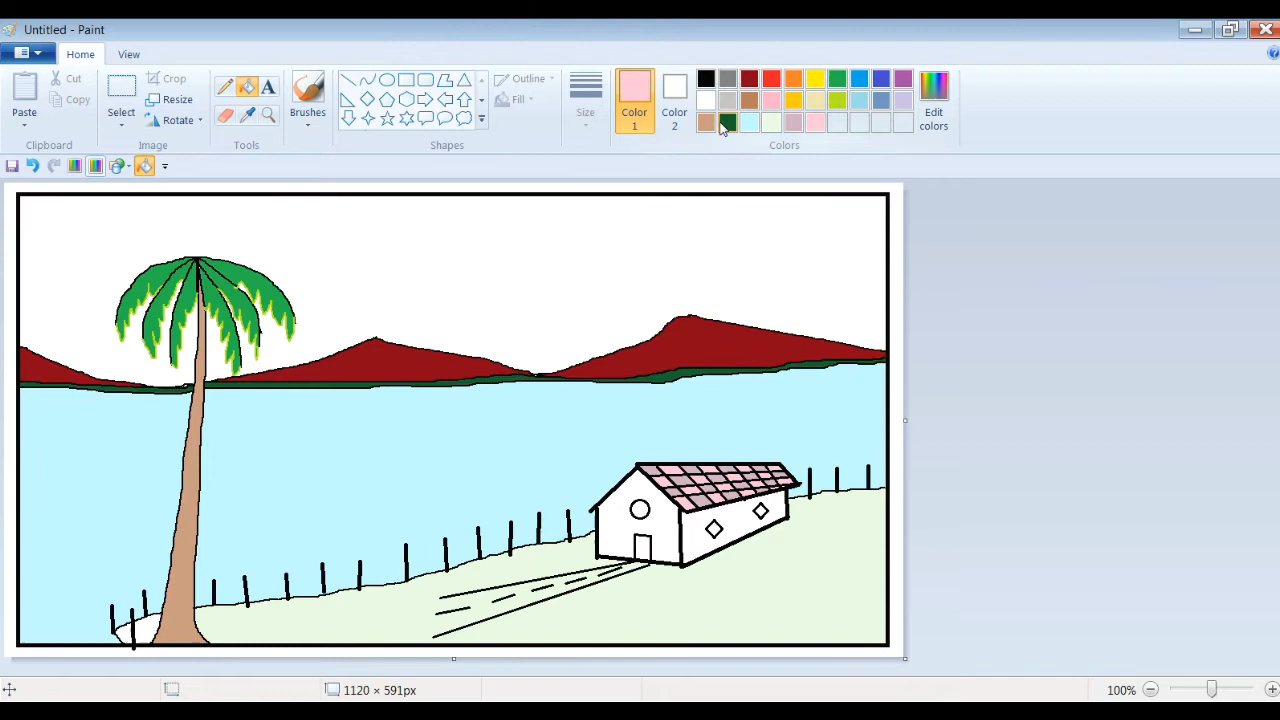 Untitled - Paint
Home View
Paste Cut Copy Select Crop Resize Rotate A Brushes Outline Fill Size Color 1 Color 2 Edit colors
Clipboard Image Tools Shapes Colors
1120 × 591px 100%